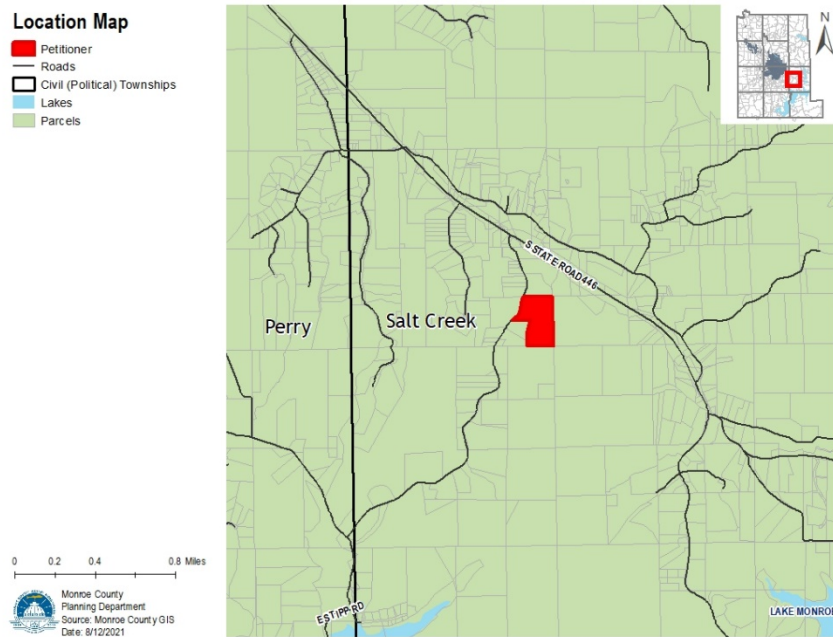 Location Map
Petitioner
Roads
Civil (Political) Townships
Lakes
Parcels
N
S STATE ROAD 446
Perry
Salt Creek
0 0.2 0.4 0.8 Miles
Monroe County
Planning Department
Source: Monroe County GIS
Date: 8/12/2021
E STIPP RD
LAKE MONROE